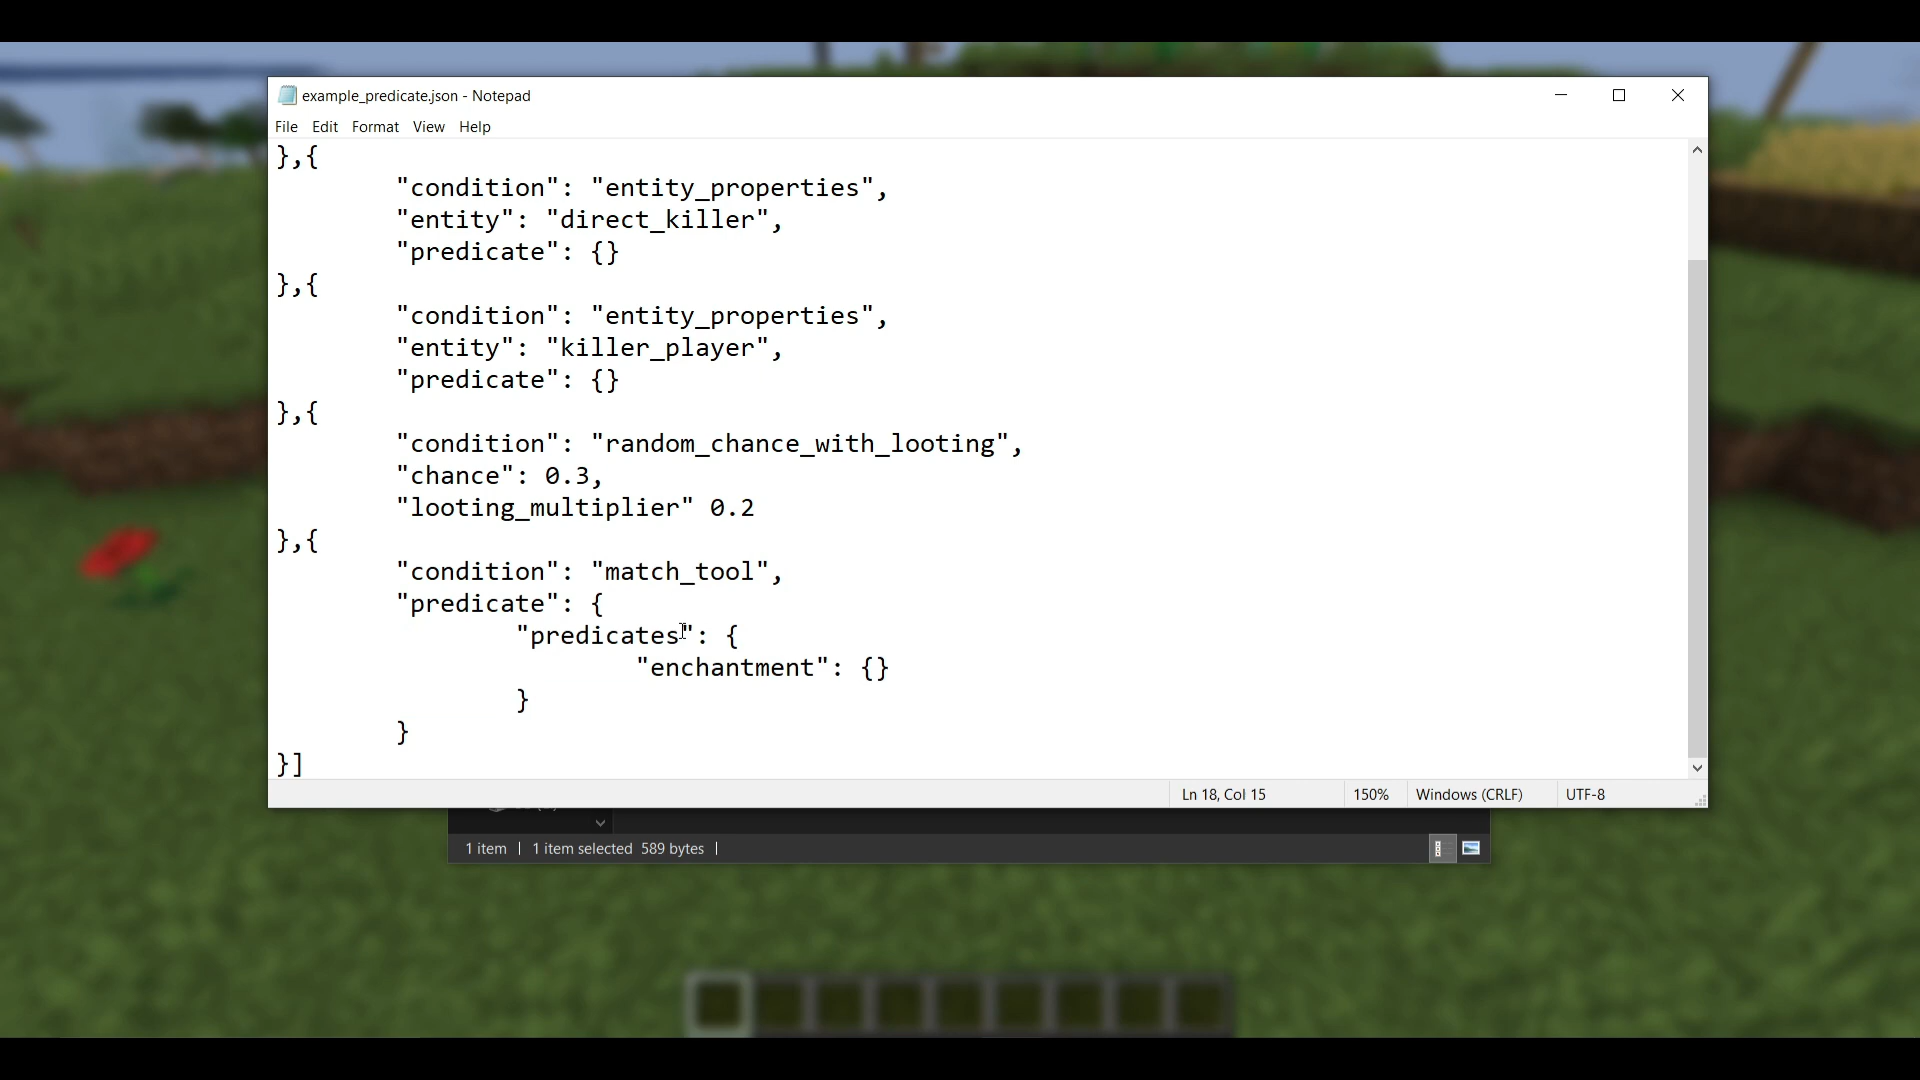 example_predicate.json - Notepad
File Edit Format View Help
},{
"condition": "entity_properties",
"entity": "direct_killer",
"predicate": {}
},{
"condition": "entity_properties",
"entity": "killer_player",
"predicate": {}
},{
"condition": "random_chance_with_looting",
"chance": 0.3,
"looting_multiplier" 0.2
},{
"condition": "match_tool",
"predicate": {
"predicates": {
"enchantment": {}
}
}
}]
Ln 18, Col 15 150% Windows (CRLF) UTF-8
1 item | 1 item selected 589 bytes |